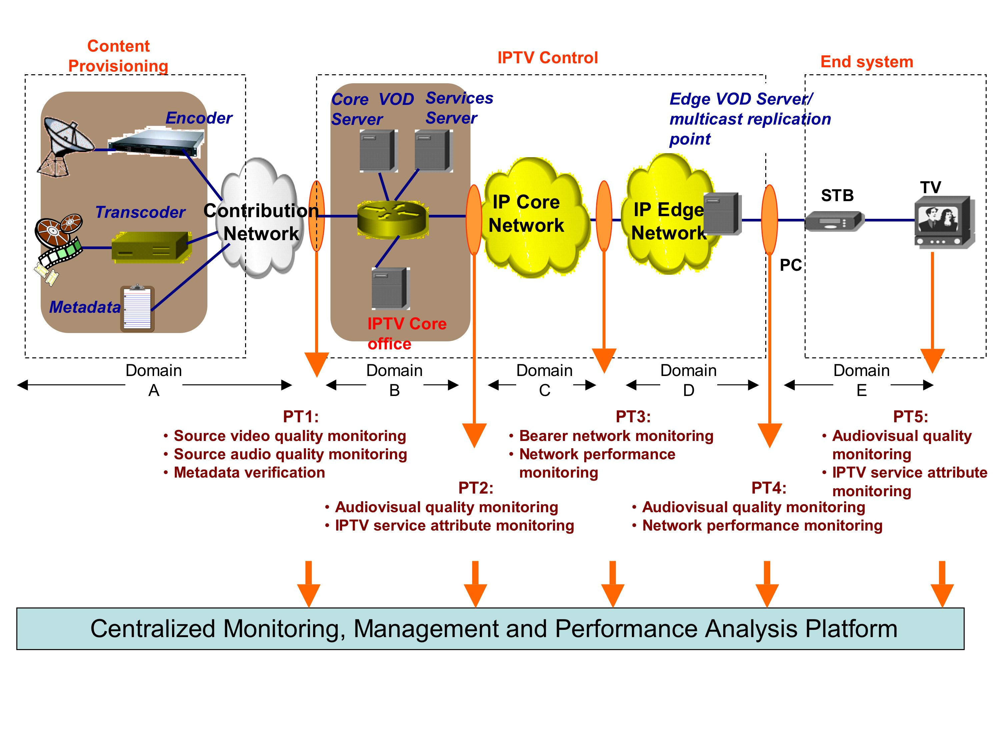 Content
Provisioning
IPTV Control
End system
Encoder
Transcoder
Metadata
Contribution
Network
Core  VOD
Server
Services
Server
IPTV Core
office
IP Core
Network
IP Edge
Network
Edge VOD Server/
multicast replication
point
STB
TV
PC
Domain
A
Domain
B
Domain
C
Domain
D
Domain
E
PT1:
• Source video quality monitoring
• Source audio quality monitoring
• Metadata verification
PT2:
• Audiovisual quality monitoring
• IPTV service attribute monitoring
PT3:
• Bearer network monitoring
• Network performance
monitoring
PT4:
• Audiovisual quality monitoring
• Network performance monitoring
PT5:
• Audiovisual quality
monitoring
• IPTV service attribute
monitoring
Centralized Monitoring, Management and Performance Analysis Platform